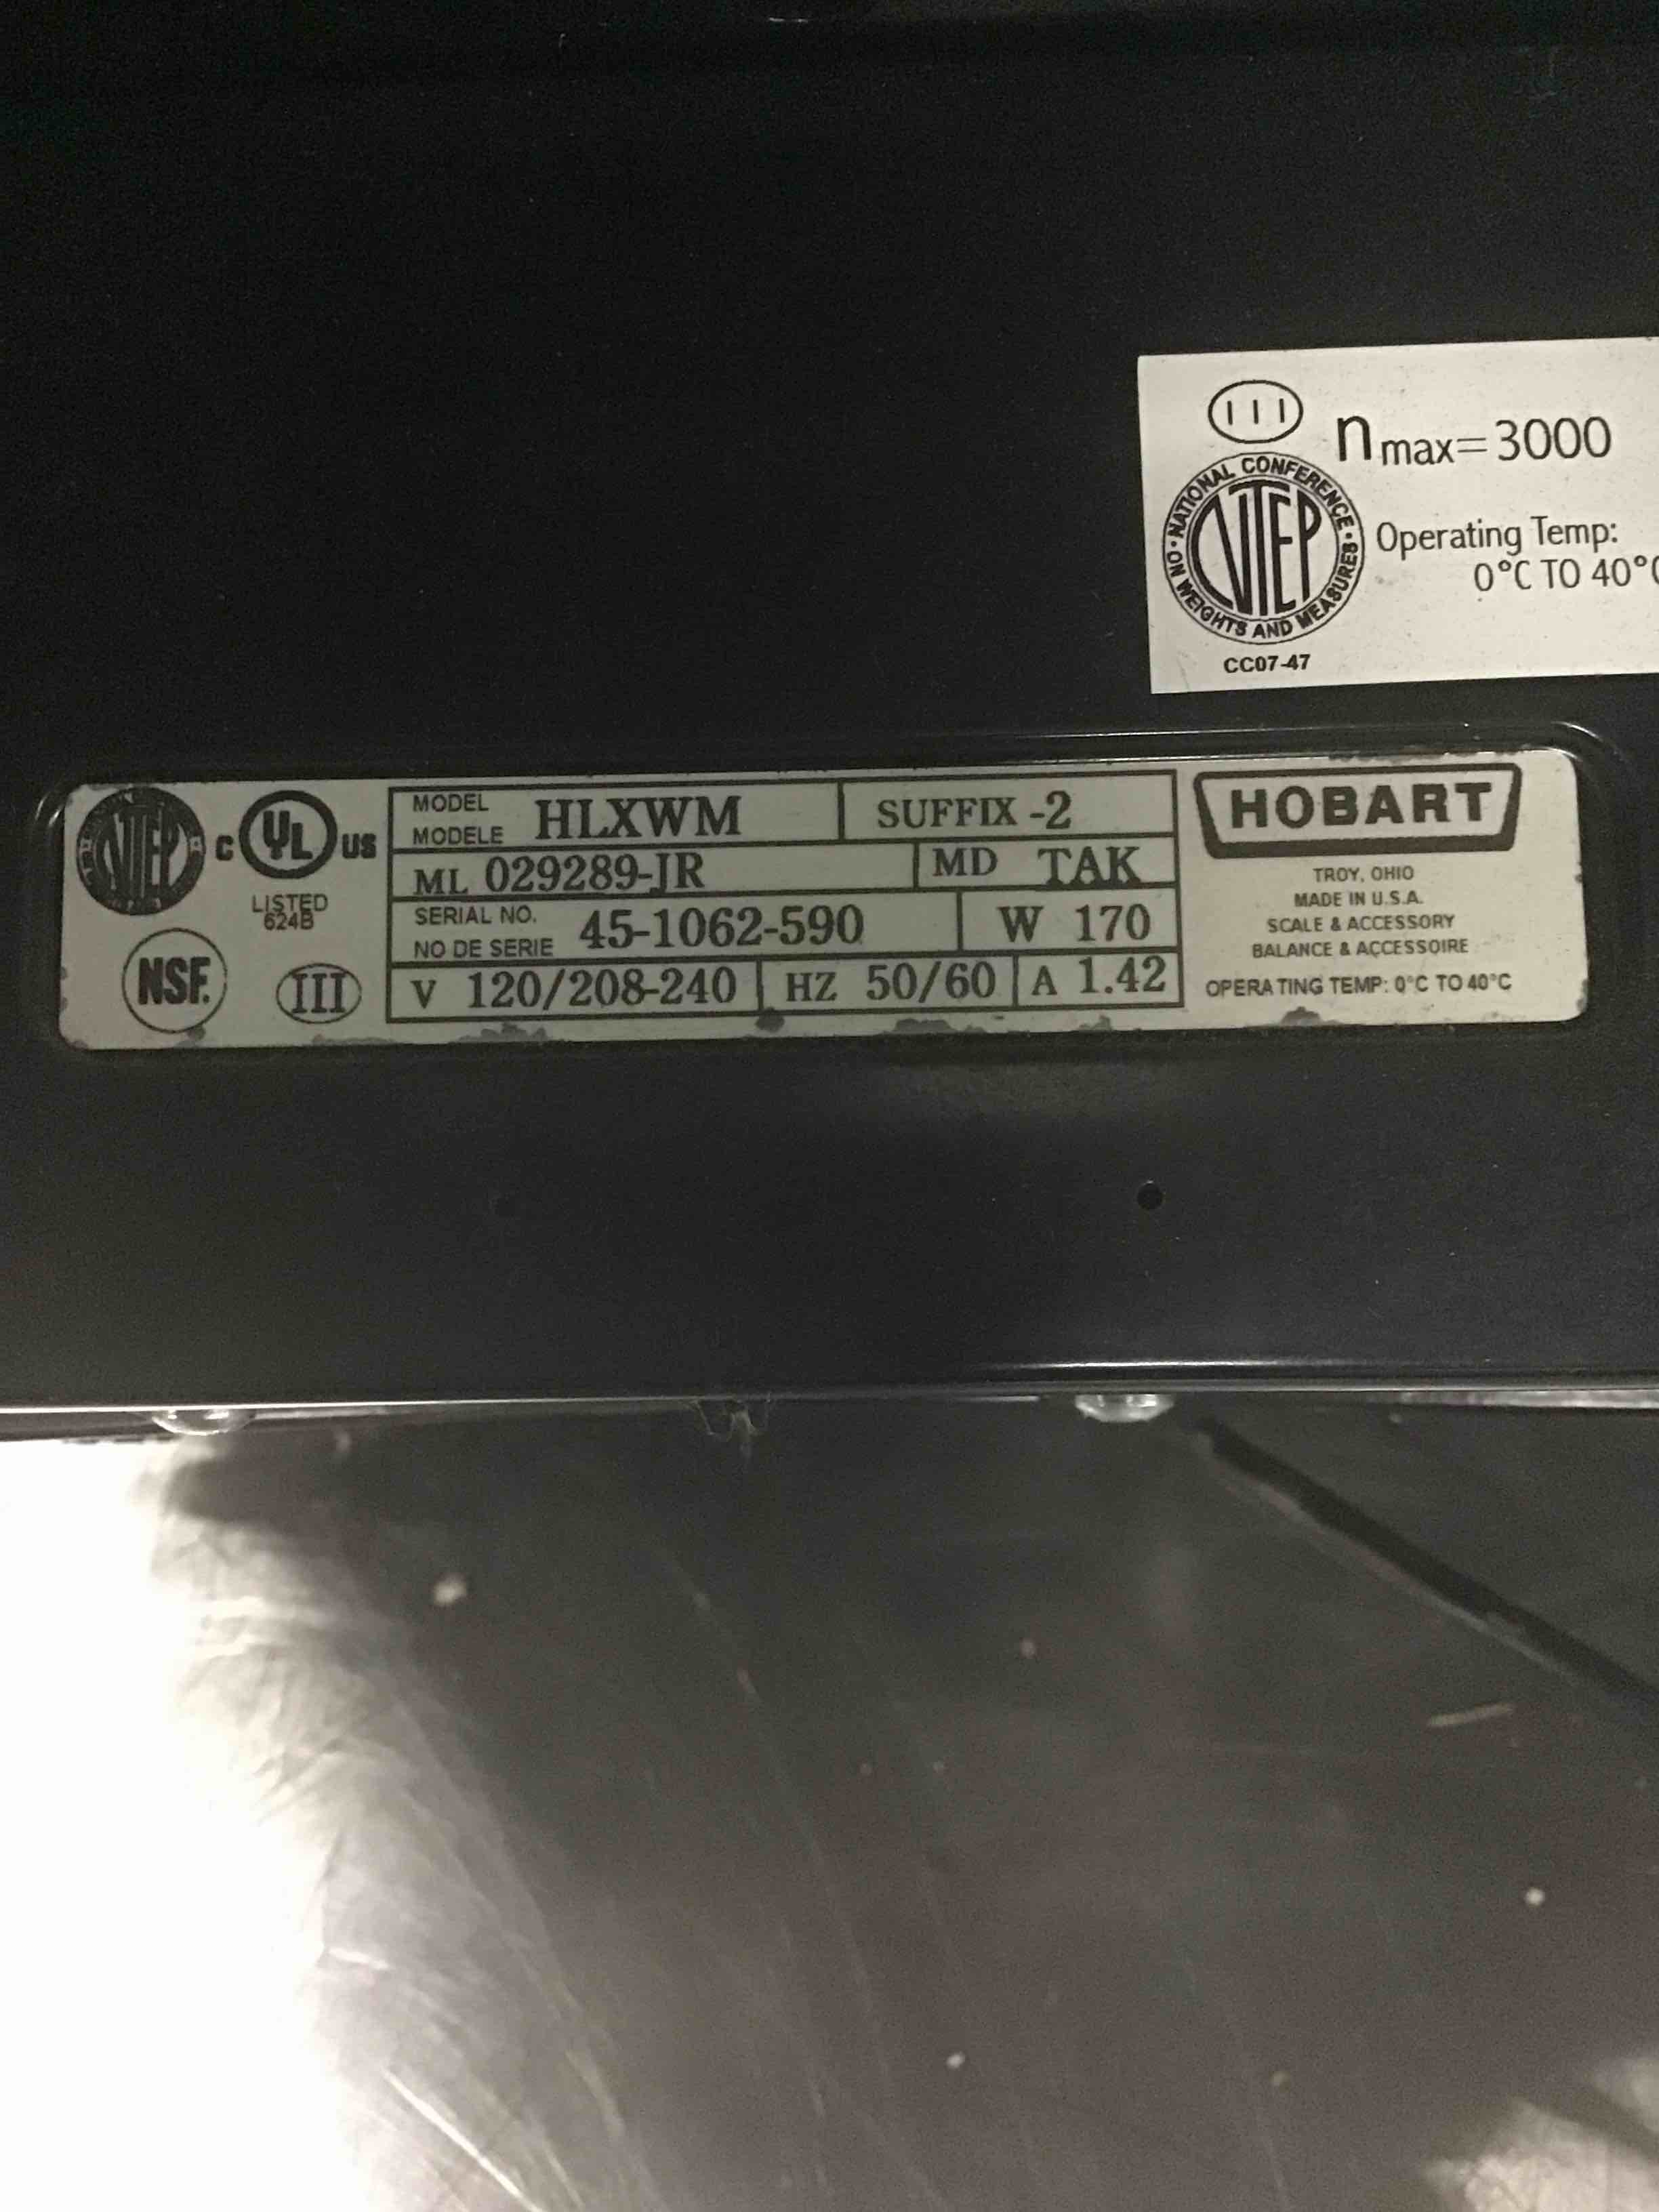 III
nmax=3000
NATIONAL CONFERENCE
ON WEIGHTS AND MEASURES
NTEP
Operating Temp:
0°C TO 40°C
CC07-47
NTEP
C UL US
LISTED
624B
NSF.
III
MODEL
MODELE
HLXWM
SUFFIX -2
ML 029289-JR
MD TAK
SERIAL NO.
NO DE SERIE
45-1062-590
W 170
V 120/208-240
HZ 50/60
A 1.42
HOBART
TROY, OHIO
MADE IN U.S.A.
SCALE & ACCESSORY
BALANCE & ACCESSOIRE
OPERATING TEMP: 0°C TO 40°C